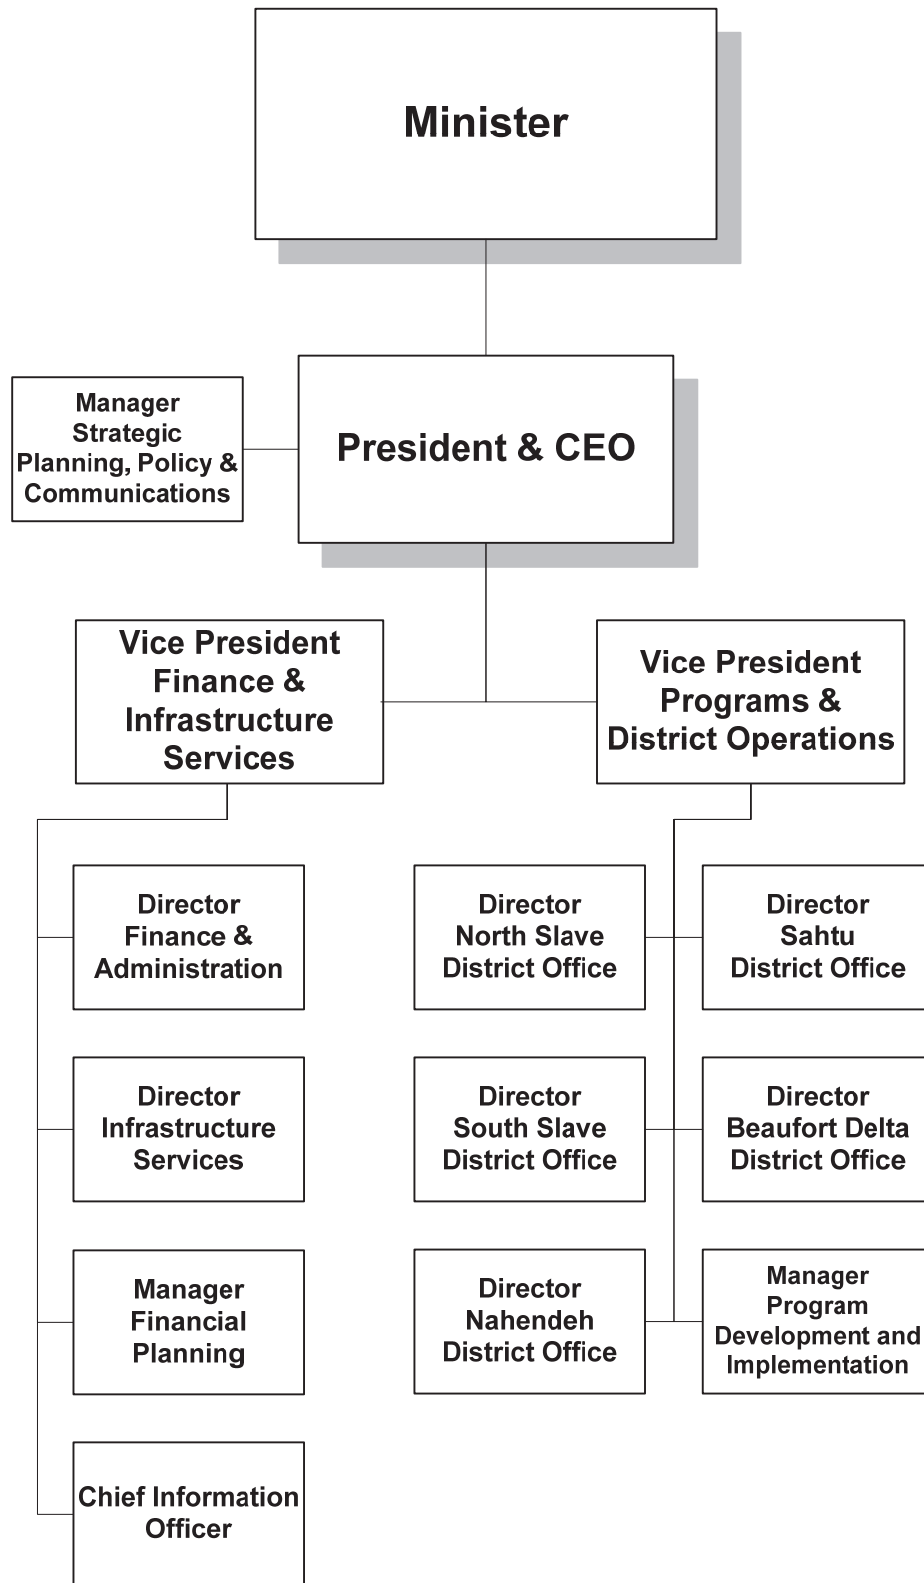 Minister
Manager
Strategic
Planning, Policy &
Communications
President & CEO
Vice President
Finance &
Infrastructure
Services
Vice President
Programs &
District Operations
Director
Finance &
Administration
Director
North Slave
District Office
Director
Sahtu
District Office
Director
Infrastructure
Services
Director
South Slave
District Office
Director
Beaufort Delta
District Office
Manager
Financial
Planning
Director
Nahendeh
District Office
Manager
Program
Development and
Implementation
Chief Information
Officer